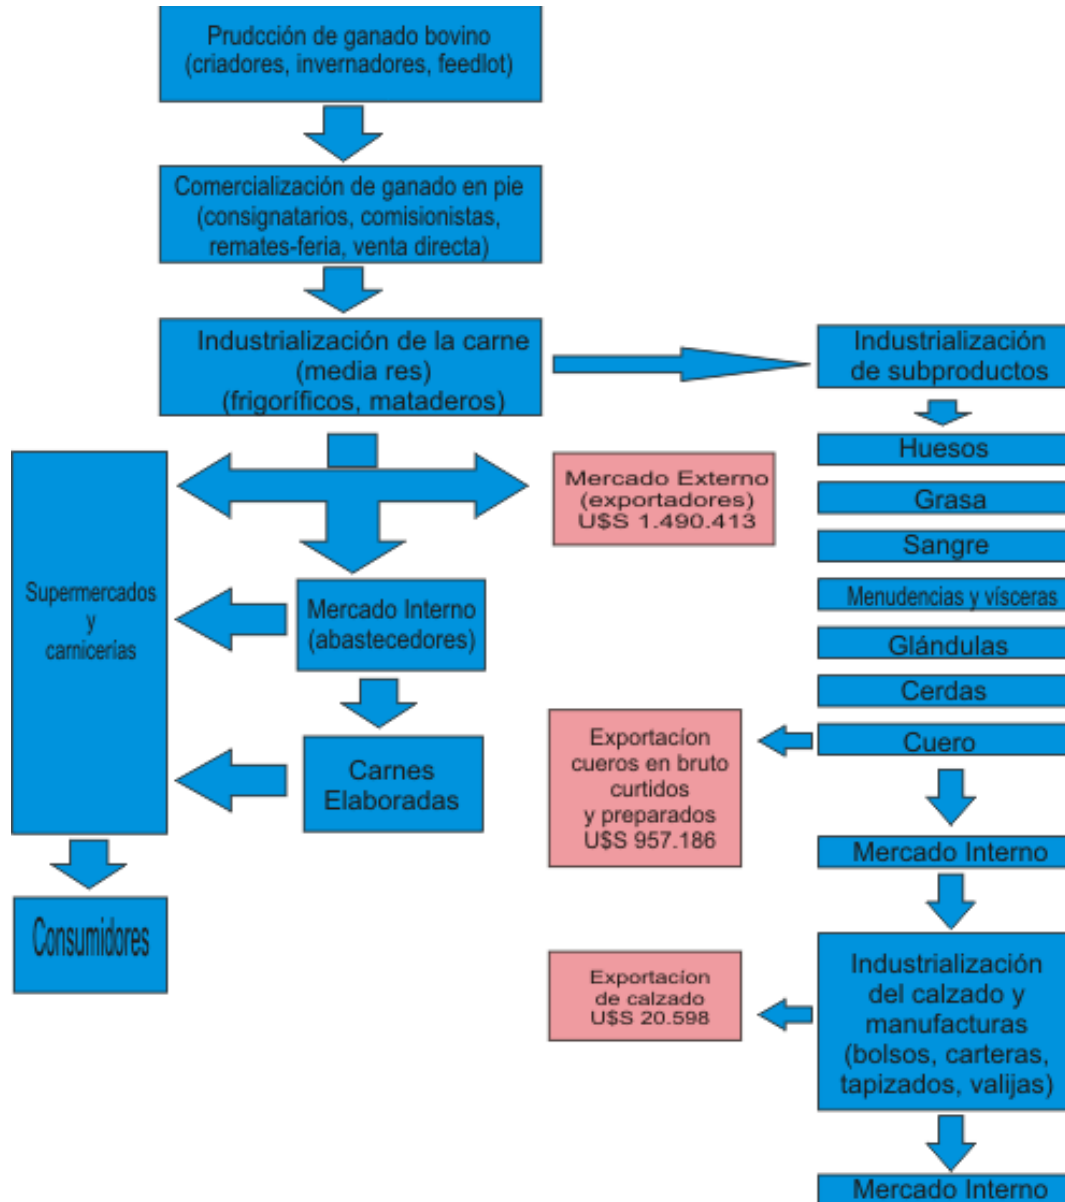 Prudcción de ganado bovino
(criadores, invernadores, feedlot)
Comercialización de ganado en pie
(consignatarios, comisionistas,
remates-feria, venta directa)
Industrialización de la carne
(media res)
(frigoríficos, mataderos)
Industrialización
de subproductos
Huesos
Grasa
Sangre
Menudencias y vísceras
Glándulas
Cerdas
Cuero
Mercado Externo
(exportadores)
U$S 1.490.413
Supermercados
y
carnicerías
Mercado Interno
(abastecedores)
Carnes
Elaboradas
Consumidores
Exportacíon
cueros en bruto
curtidos
y preparados
U$S 957.186
Mercado Interno
Industrialización
del calzado y
manufacturas
(bolsos, carteras,
tapizados, valijas)
Exportacíon
de calzado
U$S 20.598
Mercado Interno